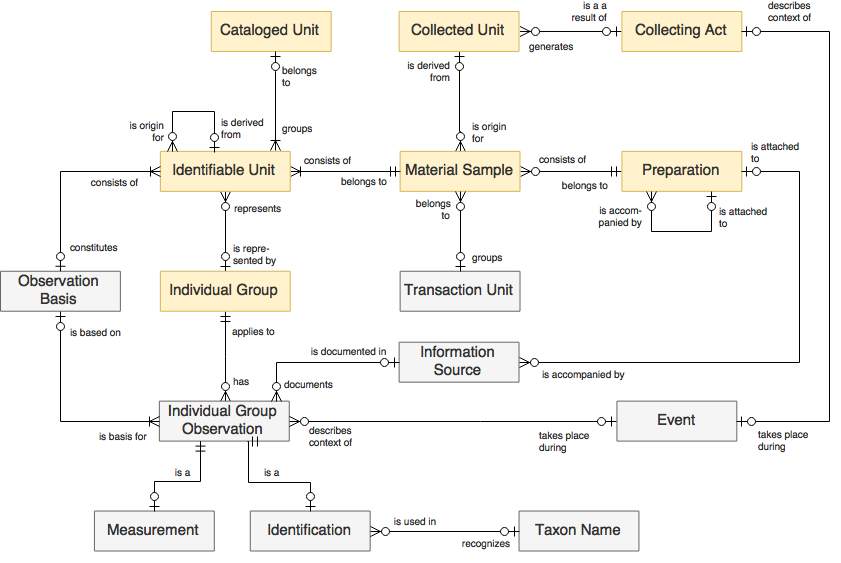 is a a
result of
describes
context of
Cataloged Unit
Collected Unit
Collecting Act
generates
belongs
to
is derived
from
is origin
for
is derived
from
groups
is origin
for
is attached
to
Identifiable Unit
consists of
Material Sample
consists of
Preparation
consists of
belongs to
belongs to
represents
belongs
to
is accom-
panied by
is attached
to
constitutes
is repre-
sented by
groups
Observation
Basis
Individual Group
Transaction Unit
is based on
applies to
is documented in
Information
Source
is accompanied by
has
documents
Individual Group
Observation
Event
is basis for
describes
context of
takes place
during
takes place
during
is a
is a
Measurement
Identification
is used in
recognizes
Taxon Name